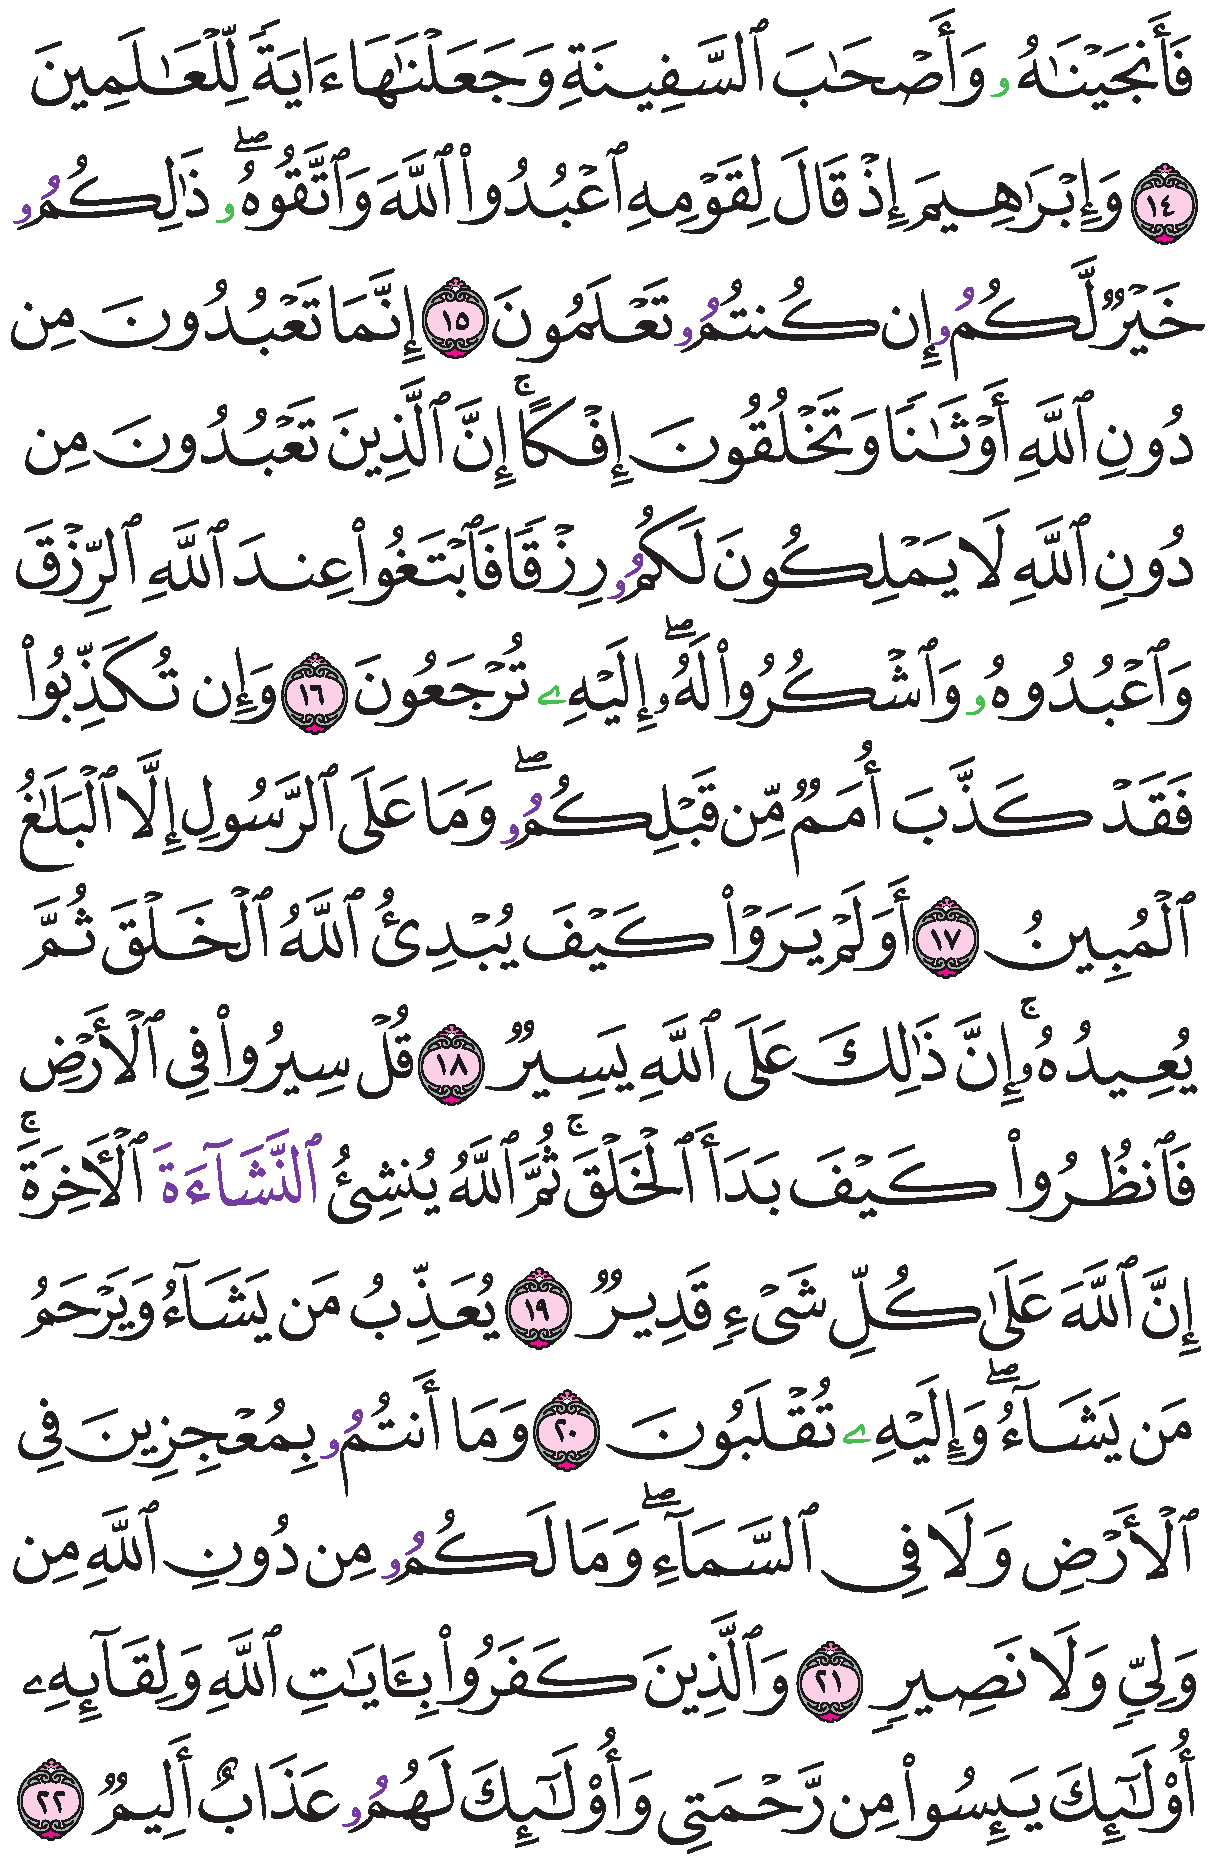 فَأَنجَيْنَٰهُۥ وَأَصْحَٰبَ ٱلسَّفِينَةِ وَجَعَلْنَٰهَا ءَايَةً لِّلْعَٰلَمِينَ
١٤ وَإِبْرَٰهِيمَ إِذْ قَالَ لِقَوْمِهِ ٱعْبُدُوا۟ ٱللَّهَ وَٱتَّقُوهُۥ ۖ ذَٰلِكُمُۥ
خَيْرٌ لَّكُمُۥ إِن كُنتُمُۥ تَعْلَمُونَ ١٥ إِنَّمَا تَعْبُدُونَ مِن
دُونِ ٱللَّهِ أَوْثَٰنًا وَتَخْلُقُونَ إِفْكًا ۚ إِنَّ ٱلَّذِينَ تَعْبُدُونَ مِن
دُونِ ٱللَّهِ لَا يَمْلِكُونَ لَكُمُۥ رِزْقًا فَٱبْتَغُوا۟ عِندَ ٱللَّهِ ٱلرِّزْقَ
وَٱعْبُدُوهُۥ وَٱشْكُرُوا۟ لَهُۥ ۖ إِلَيْهِۦ تُرْجَعُونَ ١٦ وَإِن تُكَذِّبُوا۟
فَقَدْ كَذَّبَ أُمَمٌ مِّن قَبْلِكُمُۥ ۖ وَمَا عَلَى ٱلرَّسُولِ إِلَّا ٱلْبَلَٰغُ
ٱلْمُبِينُ ١٧ أَوَلَمْ يَرَوْا۟ كَيْفَ يُبْدِئُ ٱللَّهُ ٱلْخَلْقَ ثُمَّ
يُعِيدُهُۥ ۚ إِنَّ ذَٰلِكَ عَلَى ٱللَّهِ يَسِيرٌ ١٨ قُلْ سِيرُوا۟ فِى ٱلْأَرْضِ
فَٱنظُرُوا۟ كَيْفَ بَدَأَ ٱلْخَلْقَ ۚ ثُمَّ ٱللَّهُ يُنشِئُ ٱلنَّشَآءَةَ ٱلْأَخِرَةَ ۚ
إِنَّ ٱللَّهَ عَلَىٰ كُلِّ شَىْءٍ قَدِيرٌ ١٩ يُعَذِّبُ مَن يَشَآءُ وَيَرْحَمُ
مَن يَشَآءُ ۖ وَإِلَيْهِۦ تُقْلَبُونَ ٢٠ وَمَا أَنتُمُۥ بِمُعْجِزِينَ فِى
ٱلْأَرْضِ وَلَا فِى ٱلسَّمَآءِ ۖ وَمَا لَكُمُۥ مِن دُونِ ٱللَّهِ مِن
وَلِىٍّ وَلَا نَصِيرٍ ٢١ وَٱلَّذِينَ كَفَرُوا۟ بِـَٔايَٰتِ ٱللَّهِ وَلِقَآئِهِۦ
أُو۟لَٰٓئِكَ يَئِسُوا۟ مِن رَّحْمَتِى وَأُو۟لَٰٓئِكَ لَهُمُۥ عَذَابٌ أَلِيمٌ ٢٢